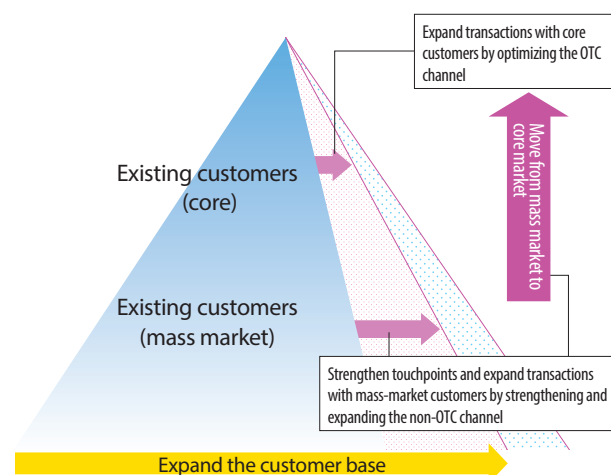 Expand transactions with core
customers by optimizing the OTC
channel
Move from mass market to
core market
Existing customers
(core)
Existing customers
(mass market)
Strengthen touchpoints and expand transactions
with mass-market customers by strengthening and
expanding the non-OTC channel
Expand the customer base